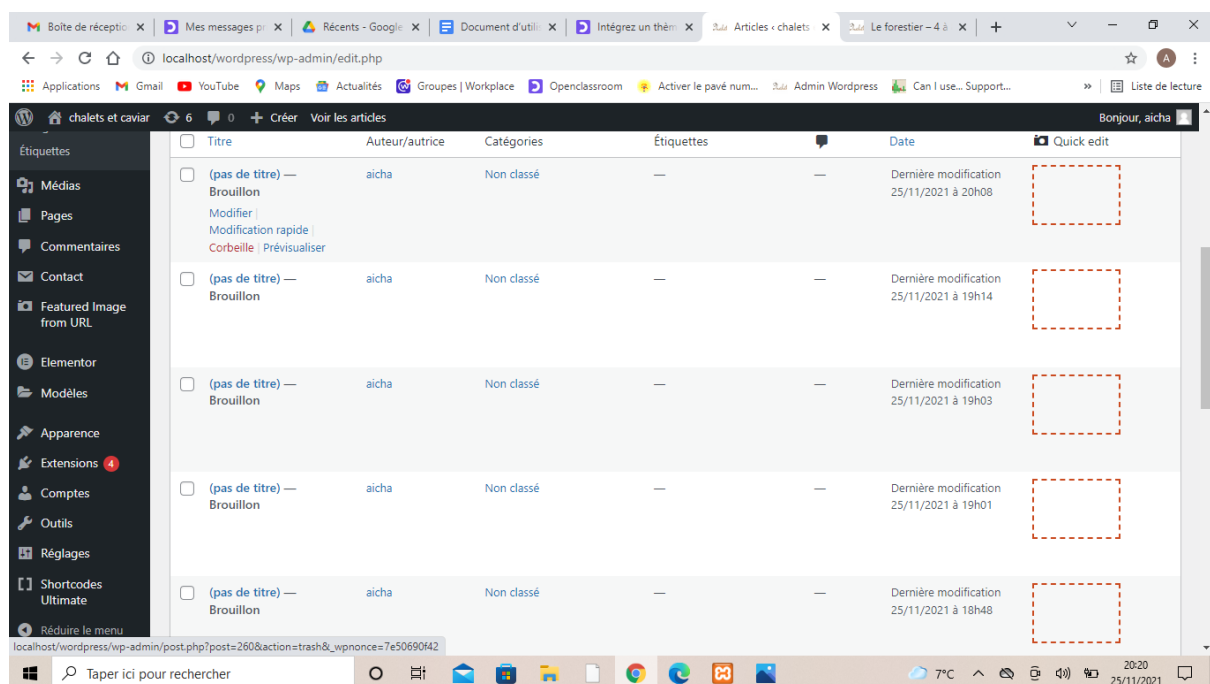 Boîte de réceptio
Mes messages pr
Récents - Google
Document d'utili
Intégrez un thèm
Articles ‹ chalets
Le forestier – 4 à
localhost/wordpress/wp-admin/edit.php
A
Applications Gmail YouTube Maps Actualités Groupes | Workplace Openclassroom Activer le pavé num... Admin Wordpress Can I use... Support... » Liste de lecture
chalets et caviar 6 0 + Créer Voir les articles Bonjour, aicha
Étiquettes
Médias
Pages
Commentaires
Contact
Featured Image
from URL
Elementor
Modèles
Apparence
Extensions 4
Comptes
Outils
Réglages
Shortcodes
Ultimate
Réduire le menu
Titre Auteur/autrice Catégories Étiquettes Date Quick edit
(pas de titre) — aicha Non classé — — Dernière modification
Brouillon 25/11/2021 à 20h08
Modifier |
Modification rapide |
Corbeille | Prévisualiser
(pas de titre) — aicha Non classé — — Dernière modification
Brouillon 25/11/2021 à 19h14
(pas de titre) — aicha Non classé — — Dernière modification
Brouillon 25/11/2021 à 19h03
(pas de titre) — aicha Non classé — — Dernière modification
Brouillon 25/11/2021 à 19h01
(pas de titre) — aicha Non classé — — Dernière modification
Brouillon 25/11/2021 à 18h48
localhost/wordpress/wp-admin/post.php?post=260&action=trash&_wpnonce=7e50690f42
Taper ici pour rechercher 7°C 20:20
25/11/2021